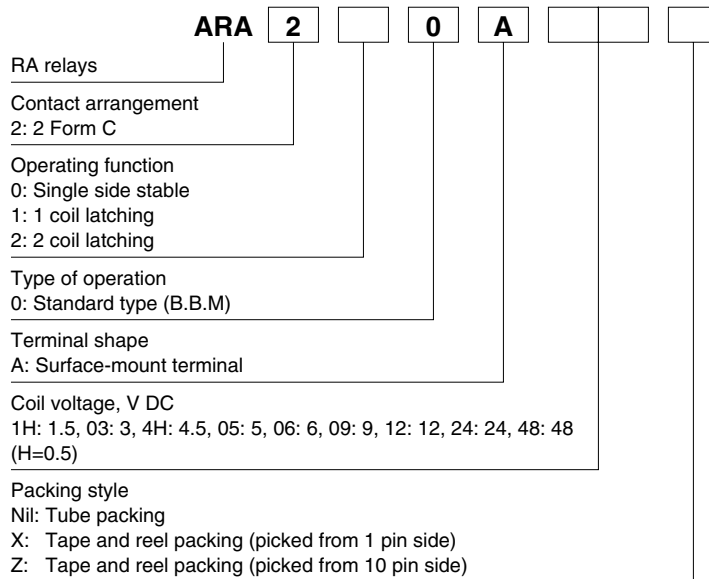 ARA 2 0 A
RA relays
Contact arrangement
2: 2 Form C
Operating function
0: Single side stable
1: 1 coil latching
2: 2 coil latching
Type of operation
0: Standard type (B.B.M)
Terminal shape
A: Surface-mount terminal
Coil voltage, V DC
1H: 1.5, 03: 3, 4H: 4.5, 05: 5, 06: 6, 09: 9, 12: 12, 24: 24, 48: 48
(H=0.5)
Packing style
Nil: Tube packing
X: Tape and reel packing (picked from 1 pin side)
Z: Tape and reel packing (picked from 10 pin side)